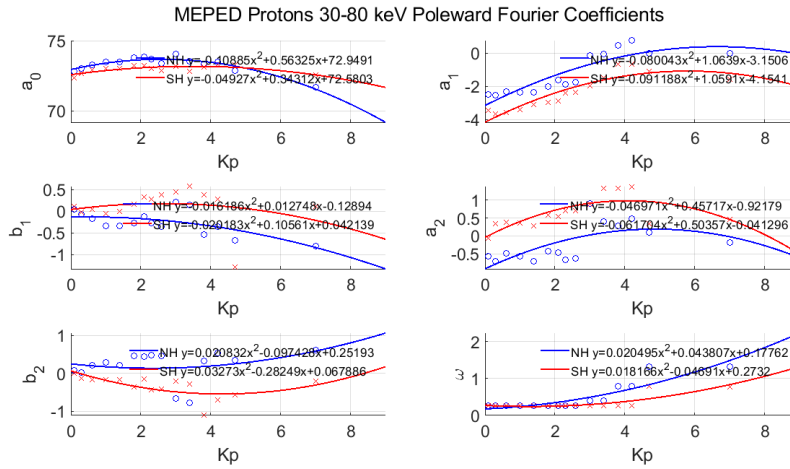 MEPED Protons 30-80 keV Poleward Fourier Coefficients
75
70
a₀
NH y=-0.10885x²+0.56325x+72.9491
SH y=-0.04927x²+0.34312x+72.5803
0 2 4 6 8
Kp
0
-2
-4
a₁
NH y=-0.080043x²+1.0639x-3.1506
SH y=-0.091188x²+1.0591x-4.1541
0 2 4 6 8
Kp
0.5
0
-0.5
-1
b₁
NH y=-0.016186x²+0.012748x-0.12894
SH y=-0.020183x²+0.10561x+0.042139
0 2 4 6 8
Kp
1
0.5
0
-0.5
a₂
NH y=-0.046971x²+0.45717x-0.92179
SH y=-0.061704x²+0.50357x-0.041296
0 2 4 6 8
Kp
1
0
-1
b₂
NH y=0.020832x²-0.097428x+0.25193
SH y=0.03273x²-0.28249x+0.067886
0 2 4 6 8
Kp
2
1
0
ω
NH y=0.020495x²+0.043807x+0.17762
SH y=0.018166x²-0.04691x+0.2732
0 2 4 6 8
Kp